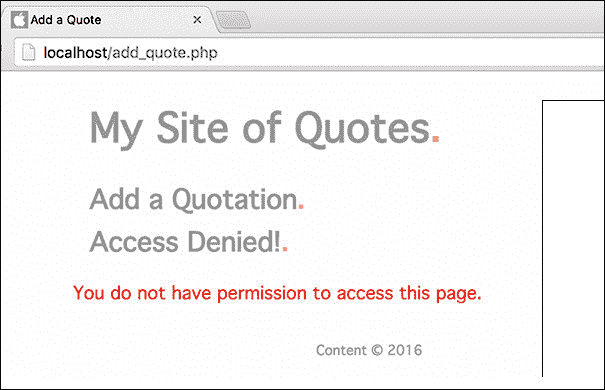 Add a Quote
localhost/add_quote.php
My Site of Quotes.
Add a Quotation.
Access Denied!.
You do not have permission to access this page.
Content © 2016